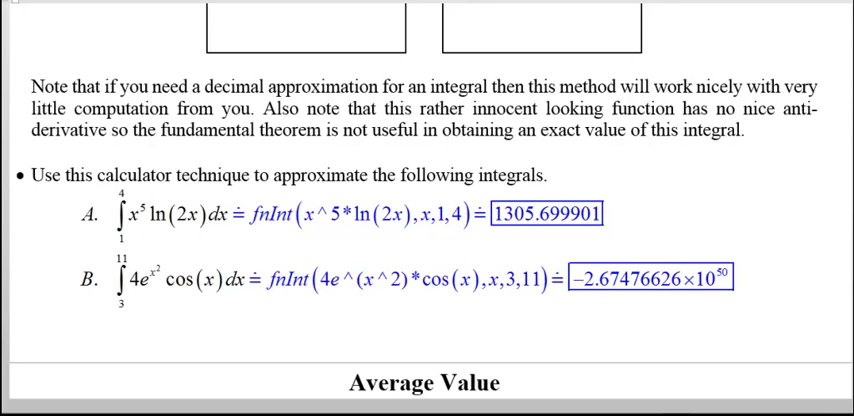 Note that if you need a decimal approximation for an integral then this method will work nicely with very
little computation from you. Also note that this rather innocent looking function has no nice anti-
derivative so the fundamental theorem is not useful in obtaining an exact value of this integral.
• Use this calculator technique to approximate the following integrals.
A. ∫₁⁴ x⁵ ln(2x)dx ≐ fnInt(x^5*ln(2x),x,1,4) ≐ 1305.699901
B. ∫₃¹¹ 4e^{x²} cos(x)dx ≐ fnInt(4e^(x^2)*cos(x),x,3,11) ≐ −2.67476626×10⁵⁰
Average Value